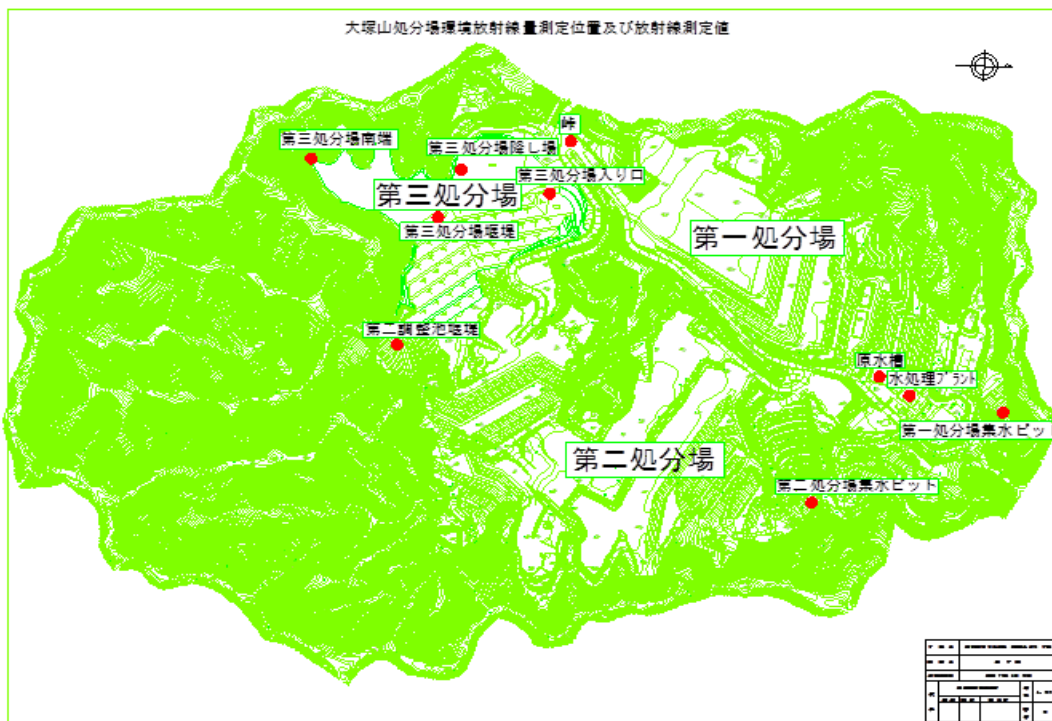 大塚山処分場環境放射線量測定位置及び放射線測定値
峠
第三処分場南端
第三処分場降し場
第三処分場入り口
第三処分場
第三処分場堰堤
第一処分場
第二調整池堰堤
原水槽
水処理プラント
第一処分場集水ピット
第二処分場
第二処分場集水ピット